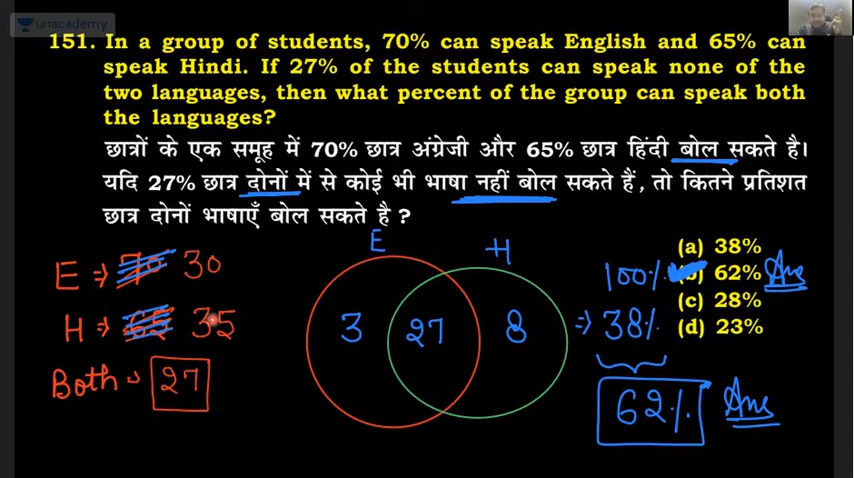 unacademy
151. In a group of students, 70% can speak English and 65% can
speak Hindi. If 27% of the students can speak none of the
two languages, then what percent of the group can speak both
the languages?
छात्रों के एक समूह में 70% छात्र अंग्रेजी और 65% छात्र हिंदी बोल सकते है।
यदि 27% छात्र दोनों में से कोई भी भाषा नहीं बोल सकते हैं, तो कितने प्रतिशत
छात्र दोनों भाषाएँ बोल सकते है ?
E ⇒ 70 30
H ⇒ 65 35
Both = 27
E
H
3 27 8
100%
⇒ 38%
62% Ans
(a) 38%
(b) 62% Ans
(c) 28%
(d) 23%